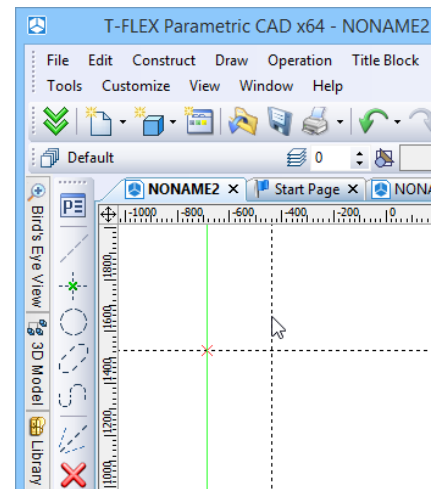 T-FLEX Parametric CAD x64 - NONAME2
File Edit Construct Draw Operation Title Block
Tools Customize View Window Help
Default 0
NONAME2 Start Page NONA
Bird's Eye View
3D Model
Library
-1000 -800 -600 -400 -200 0
1800
1600
1400
1200
1000